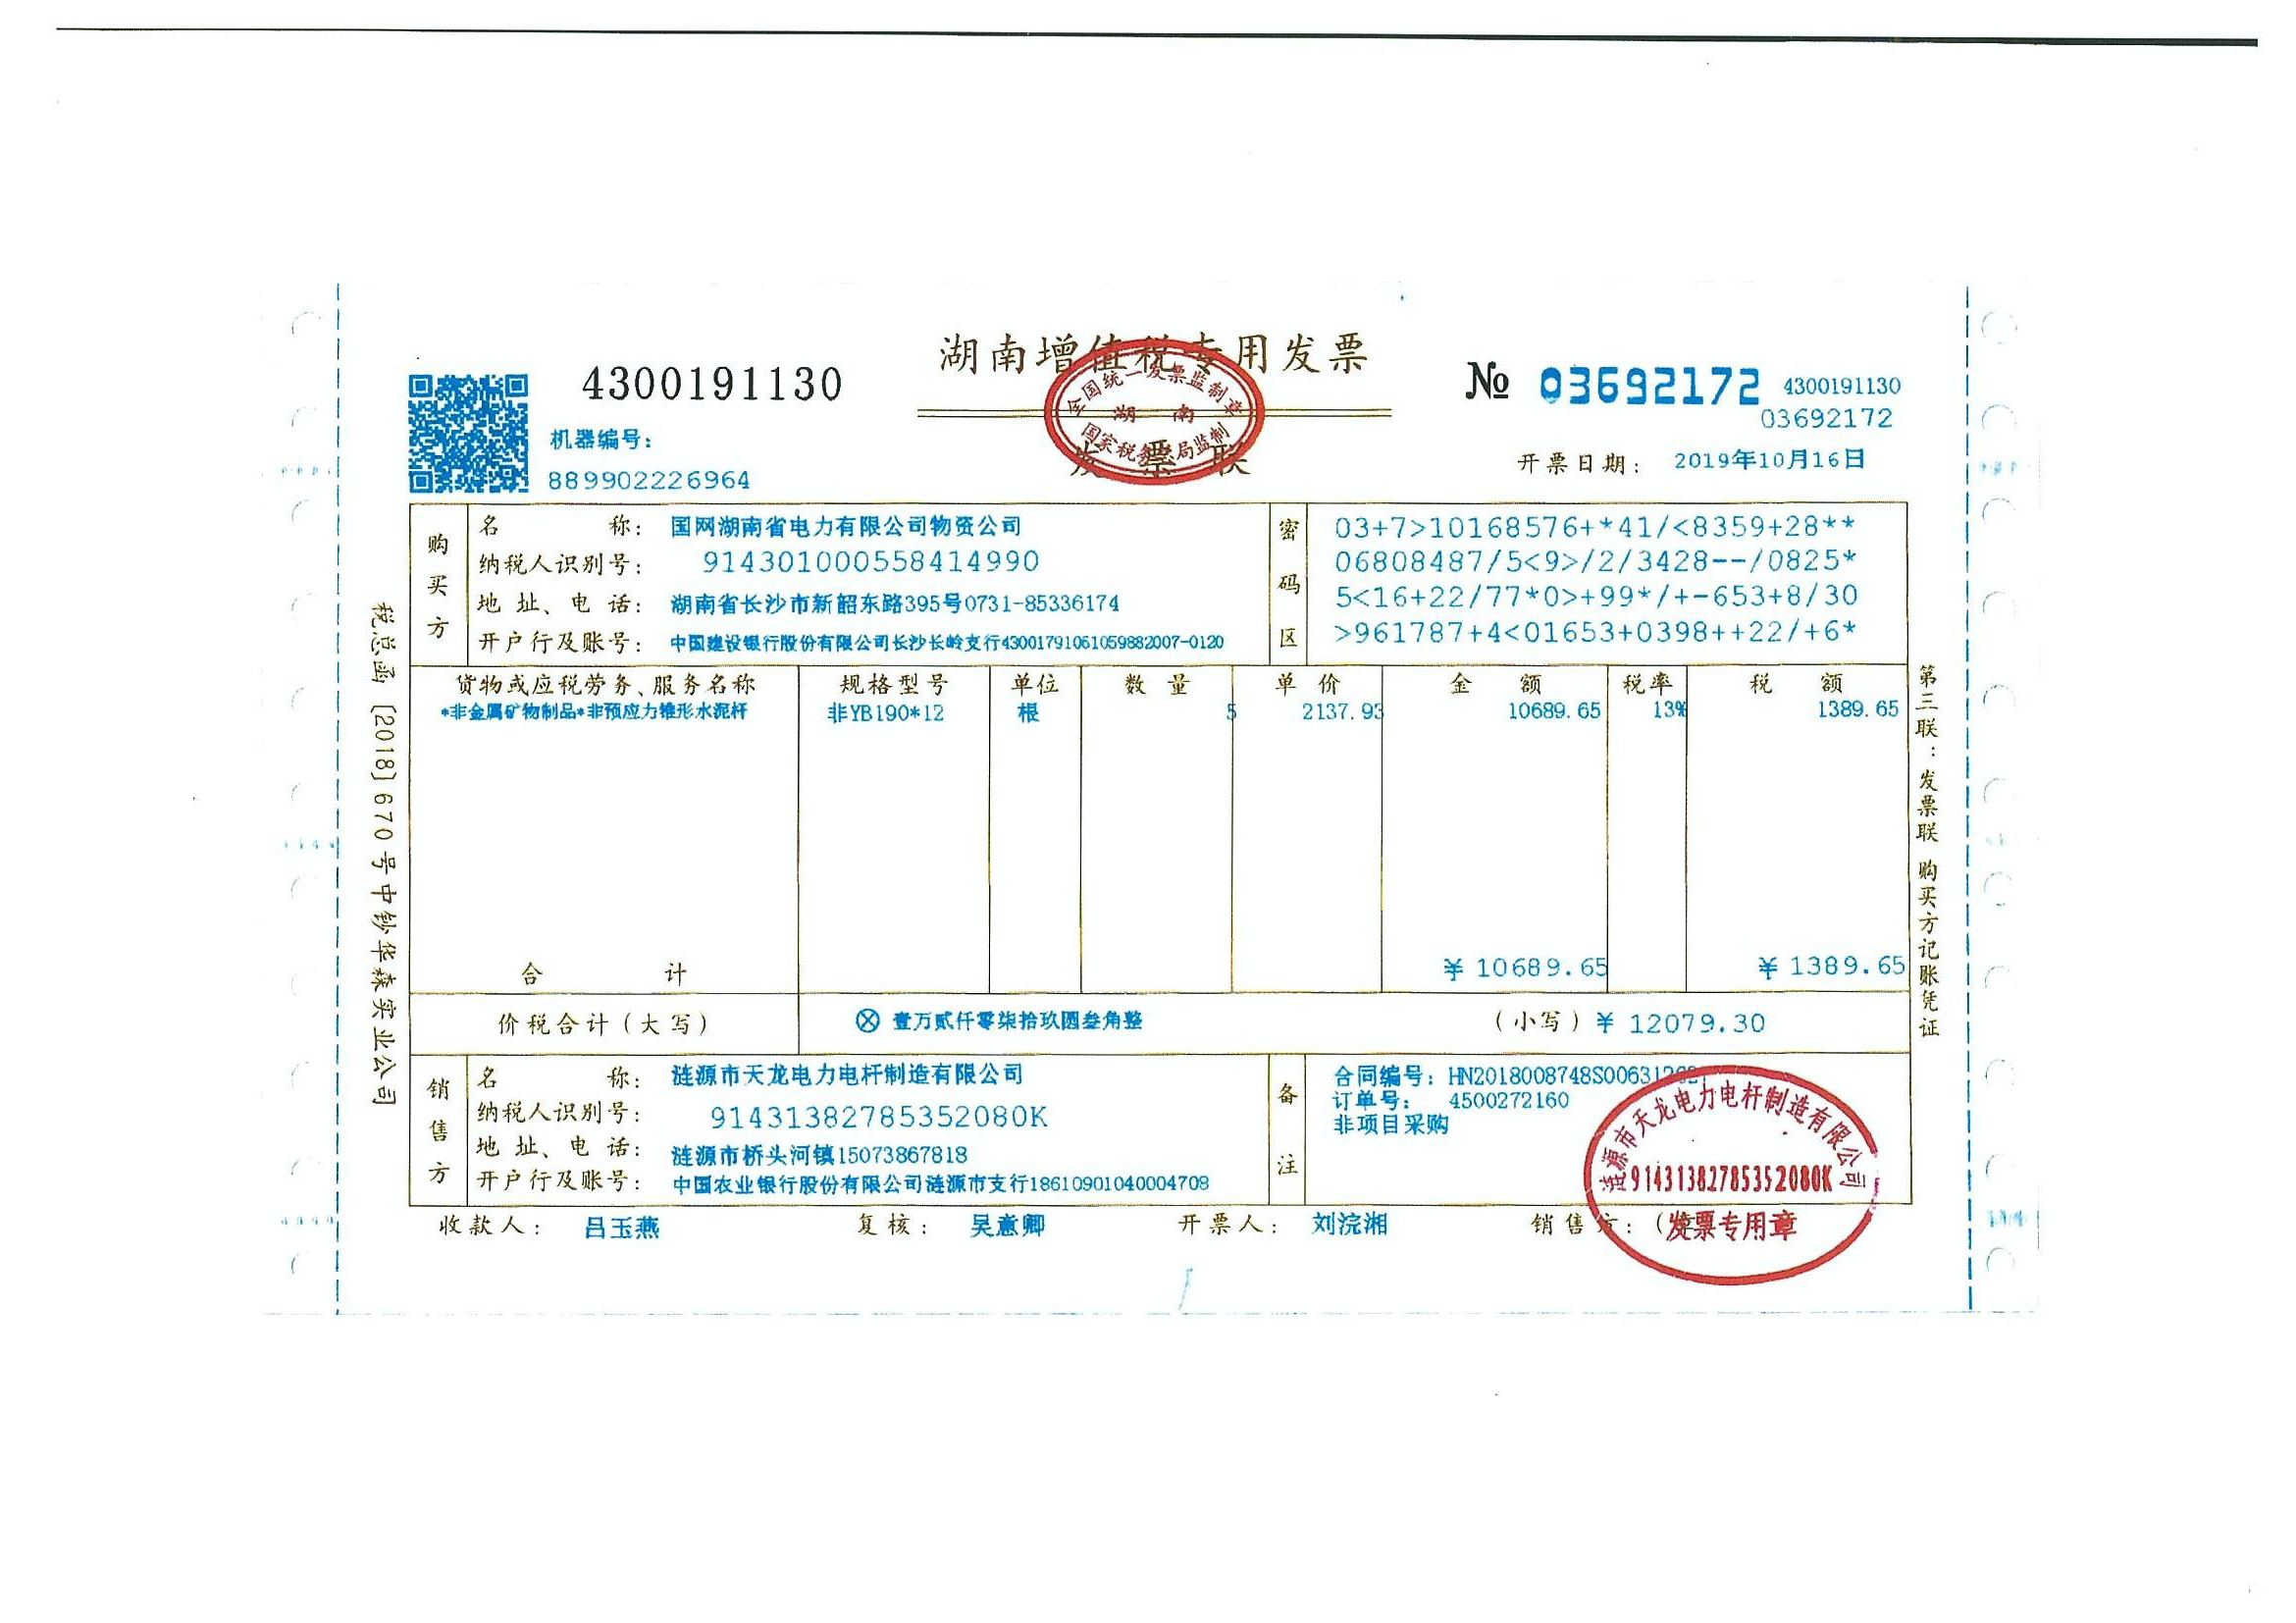 湖南增值税专用发票
发票联
全国统一发票监制章
湖 南
国家税务总局监制
4300191130
№ 03692172 4300191130
03692172
机器编号:
889902226964
开票日期: 2019年10月16日
购买方
名 称: 国网湖南省电力有限公司物资公司
纳税人识别号: 914301000558414990
地址、电话: 湖南省长沙市新韶东路395号0731-85336174
开户行及账号: 中国建设银行股份有限公司长沙长岭支行43001791061059882007-0120
密码区
03+7>10168576+*41/<8359+28**
06808487/5<9>/2/3428--/0825*
5<16+22/77*0>+99*/+-653+8/30
>961787+4<01653+0398++22/+6*
货物或应税劳务、服务名称 规格型号 单位 数 量 单 价 金 额 税率 税 额
*非金属矿物制品*非预应力锥形水泥杆 非YB190*12 根 5 2137.93 10689.65 13% 1389.65
合 计 ¥10689.65 ¥1389.65
价税合计(大写) ⊗ 壹万贰仟零柒拾玖圆叁角整 (小写)¥12079.30
销售方
名 称: 涟源市天龙电力电杆制造有限公司
纳税人识别号: 91431382785352080K
地址、电话: 涟源市桥头河镇15073867818
开户行及账号: 中国农业银行股份有限公司涟源市支行18610901040004708
备注
合同编号: 
订单号: 4500272160
非项目采购
收款人: 吕玉燕 复核: 吴意卿 开票人: 刘浣湘 销售方:(
涟源市天龙电力电杆制造有限公司
91431382785352080K
发票专用章
税总函[2018]670号中钞华森实业公司
第三联:发票联 购买方记账凭证